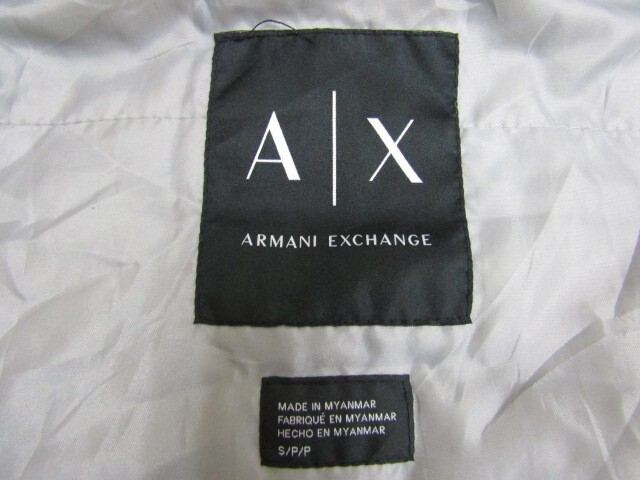 A|X
ARMANI EXCHANGE
MADE IN MYANMAR
FABRIQUÉ EN MYANMAR
HECHO EN MYANMAR
S/P/P